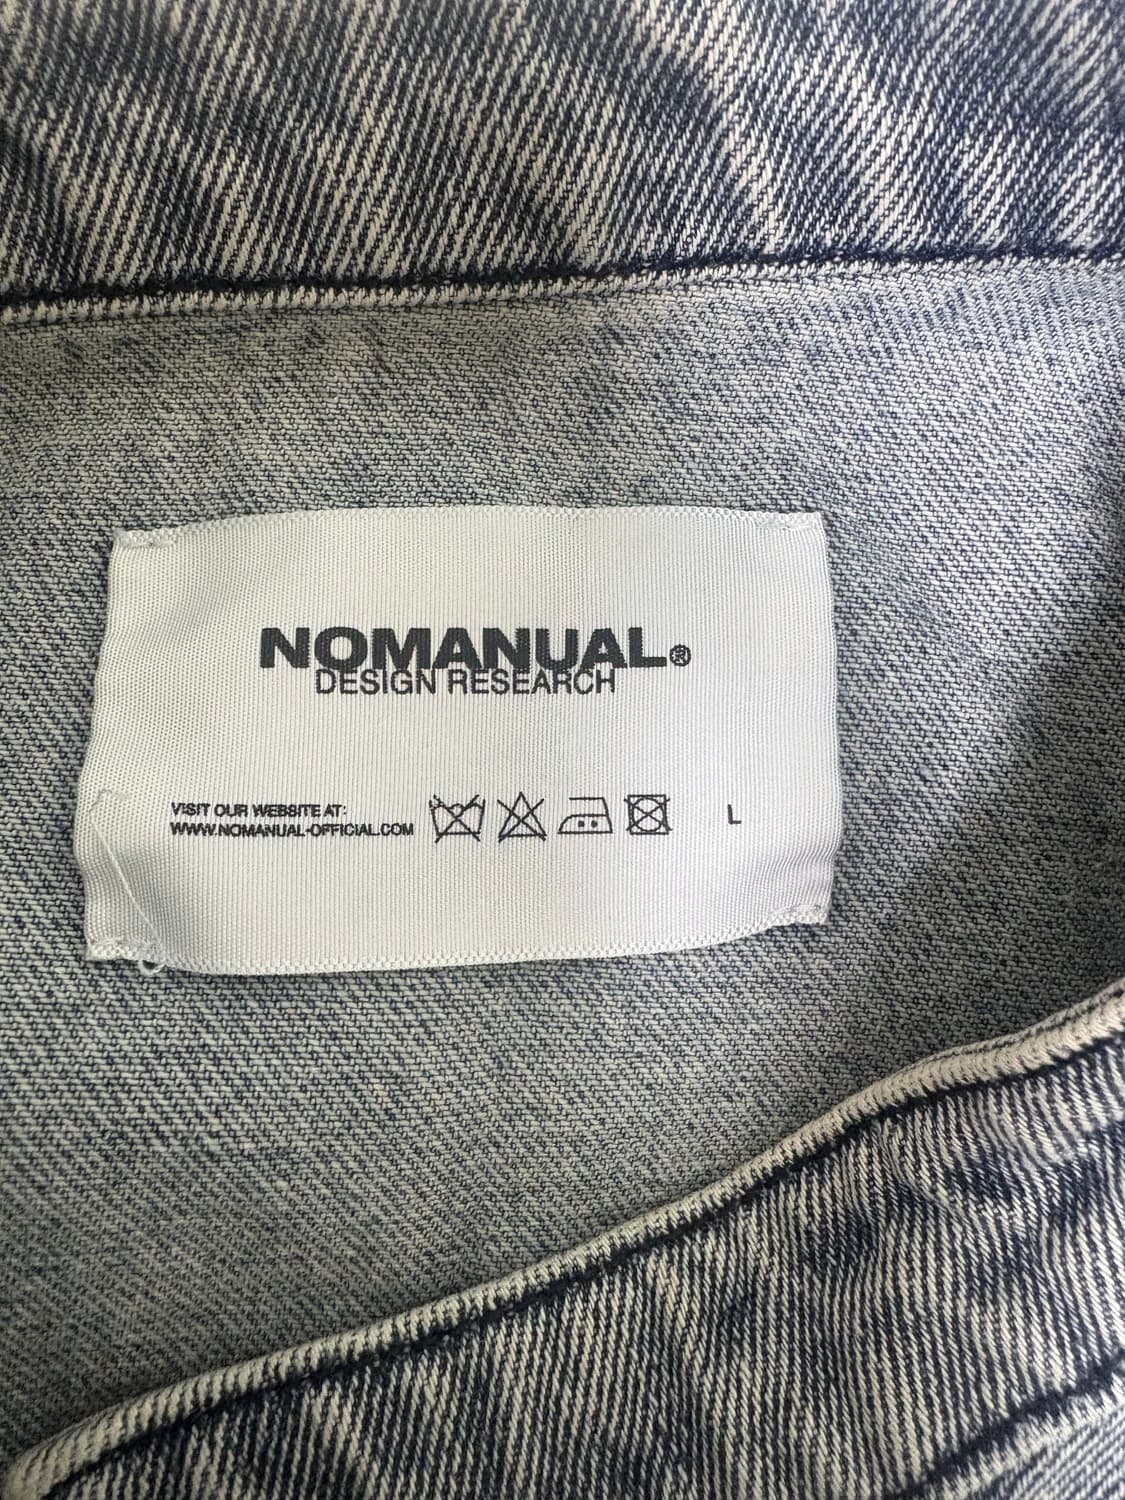 NOMANUAL.®
DESIGN RESEARCH
VISIT OUR WEBSITE AT:
WWW.NOMANUAL-OFFICIAL.COM
L